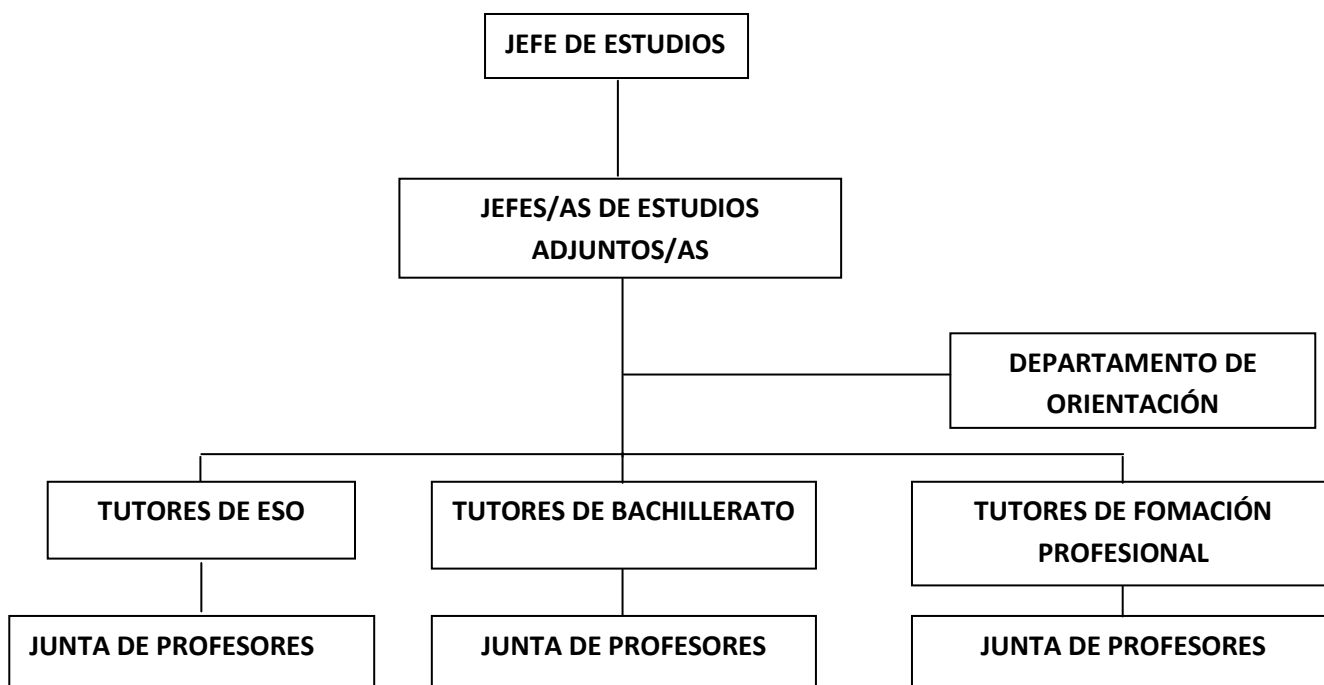 JEFE DE ESTUDIOS
JEFES/AS DE ESTUDIOS
ADJUNTOS/AS
DEPARTAMENTO DE
ORIENTACIÓN
TUTORES DE ESO
TUTORES DE BACHILLERATO
TUTORES DE FOMACIÓN
PROFESIONAL
JUNTA DE PROFESORES
JUNTA DE PROFESORES
JUNTA DE PROFESORES